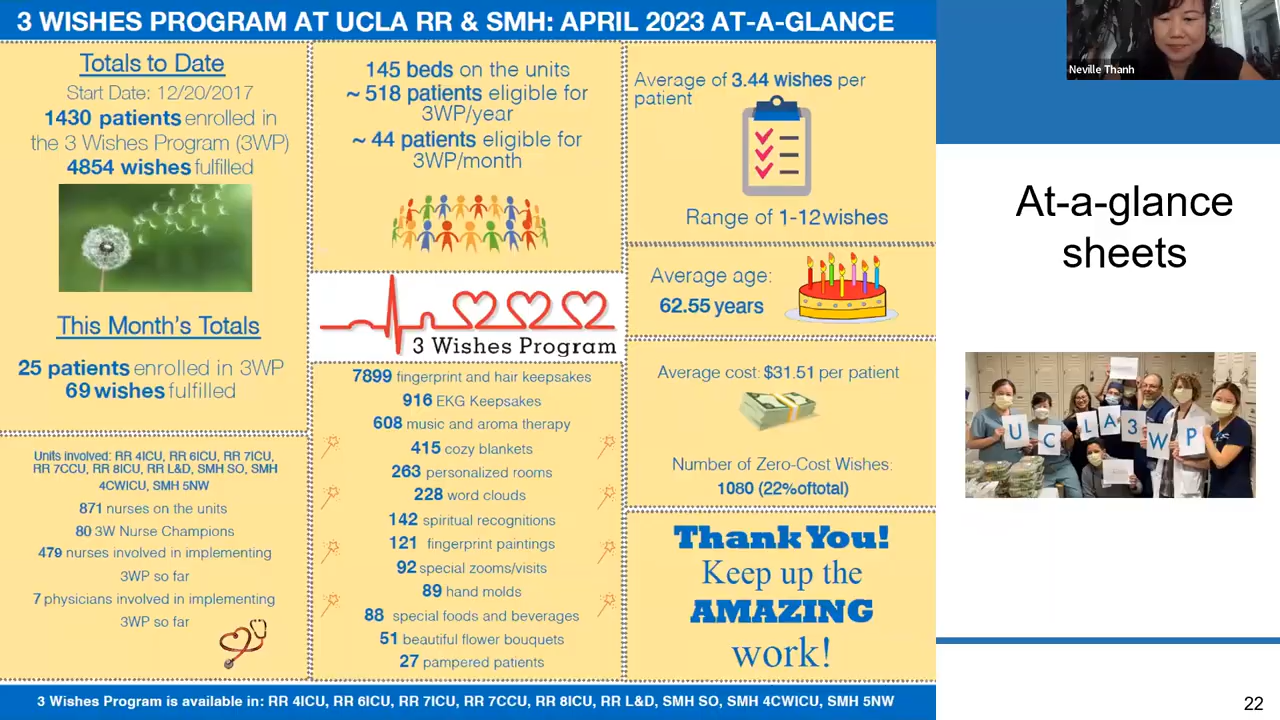 3 WISHES PROGRAM AT UCLA RR & SMH: APRIL 2023 AT-A-GLANCE
Totals to Date
Start Date: 12/20/2017
1430 patients enrolled in
the 3 Wishes Program (3WP)
4854 wishes fulfilled
This Month's Totals
25 patients enrolled in 3WP
69 wishes fulfilled
Units involved: RR 4ICU, RR 6ICU, RR 7ICU,
RR 7CCU, RR 8ICU, RR L&D, SMH SO, SMH
4CWICU, SMH 5NW
871 nurses on the units
80 3W Nurse Champions
479 nurses involved in implementing
3WP so far
7 physicians involved in implementing
3WP so far
145 beds on the units
~ 518 patients eligible for
3WP/year
~ 44 patients eligible for
3WP/month
3 Wishes Program
7899 fingerprint and hair keepsakes
916 EKG Keepsakes
608 music and aroma therapy
415 cozy blankets
263 personalized rooms
228 word clouds
142 spiritual recognitions
121 fingerprint paintings
92 special zooms/visits
89 hand molds
88 special foods and beverages
51 beautiful flower bouquets
27 pampered patients
Average of 3.44 wishes per
patient
Range of 1-12 wishes
Average age:
62.55 years
Average cost: $31.51 per patient
Number of Zero-Cost Wishes:
1080 (22%oftotal)
Thank You!
Keep up the
AMAZING
work!
3 Wishes Program is available in: RR 4ICU, RR 6ICU, RR 7ICU, RR 7CCU, RR 8ICU, RR L&D, SMH SO, SMH 4CWICU, SMH 5NW
Neville Thanh
At-a-glance
sheets
U C L A 3 W P
22